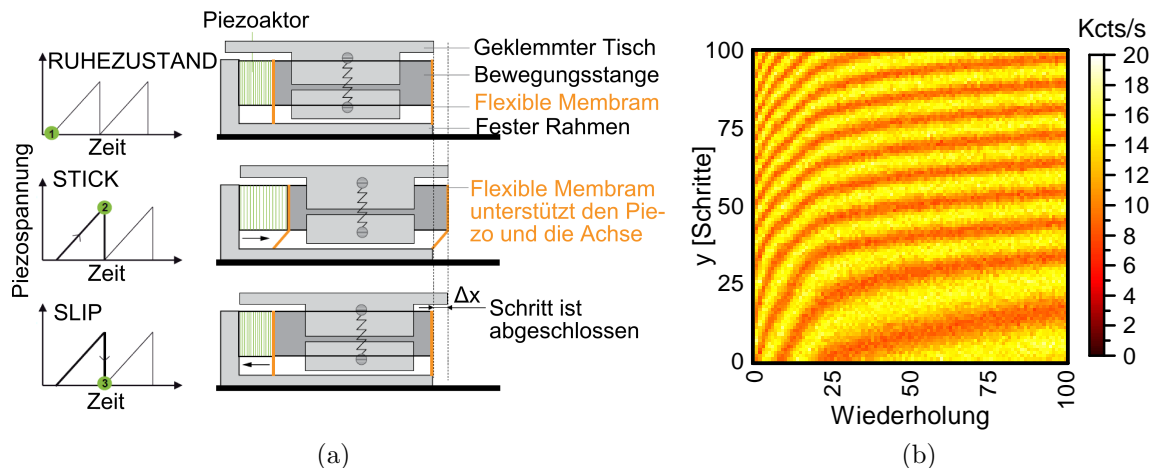 Piezoaktor
RUHEZUSTAND
1
Zeit
Geklemmter Tisch
Bewegungsstange
Flexible Membram
Fester Rahmen
Piezospannung
STICK
2
Zeit
Flexible Membram
unterstützt den Pie-
zo und die Achse
SLIP
3
Zeit
Δx
Schritt ist
abgeschlossen
(a)
Kcts/s
100
75
50
25
0
y [Schritte]
0
25
50
75
100
Wiederholung
20
18
16
14
12
10
8
6
4
2
0
(b)